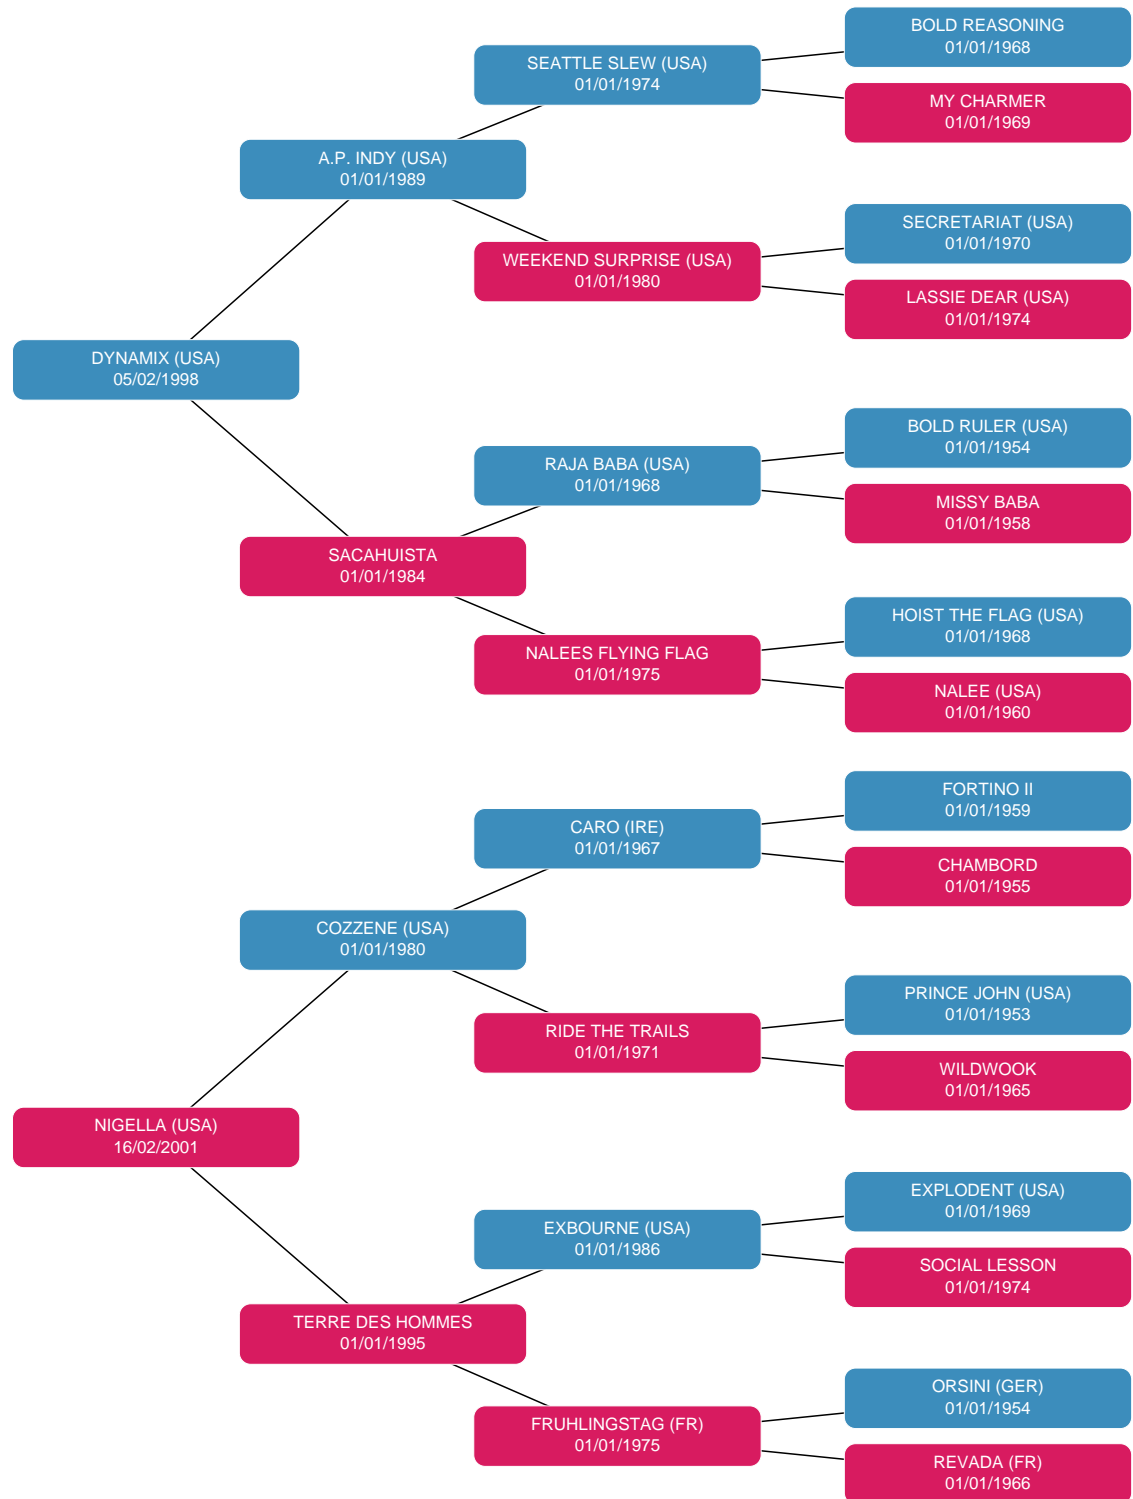 BOLD REASONING
01/01/1968
SEATTLE SLEW (USA)
01/01/1974
MY CHARMER
01/01/1969
A.P. INDY (USA)
01/01/1989
SECRETARIAT (USA)
01/01/1970
WEEKEND SURPRISE (USA)
01/01/1980
LASSIE DEAR (USA)
01/01/1974
DYNAMIX (USA)
05/02/1998
BOLD RULER (USA)
01/01/1954
RAJA BABA (USA)
01/01/1968
MISSY BABA
01/01/1958
SACAHUISTA
01/01/1984
HOIST THE FLAG (USA)
01/01/1968
NALEES FLYING FLAG
01/01/1975
NALEE (USA)
01/01/1960
FORTINO II
01/01/1959
CARO (IRE)
01/01/1967
CHAMBORD
01/01/1955
COZZENE (USA)
01/01/1980
PRINCE JOHN (USA)
01/01/1953
RIDE THE TRAILS
01/01/1971
WILDWOOK
01/01/1965
NIGELLA (USA)
16/02/2001
EXPLODENT (USA)
01/01/1969
EXBOURNE (USA)
01/01/1986
SOCIAL LESSON
01/01/1974
TERRE DES HOMMES
01/01/1995
ORSINI (GER)
01/01/1954
FRUHLINGSTAG (FR)
01/01/1975
REVADA (FR)
01/01/1966